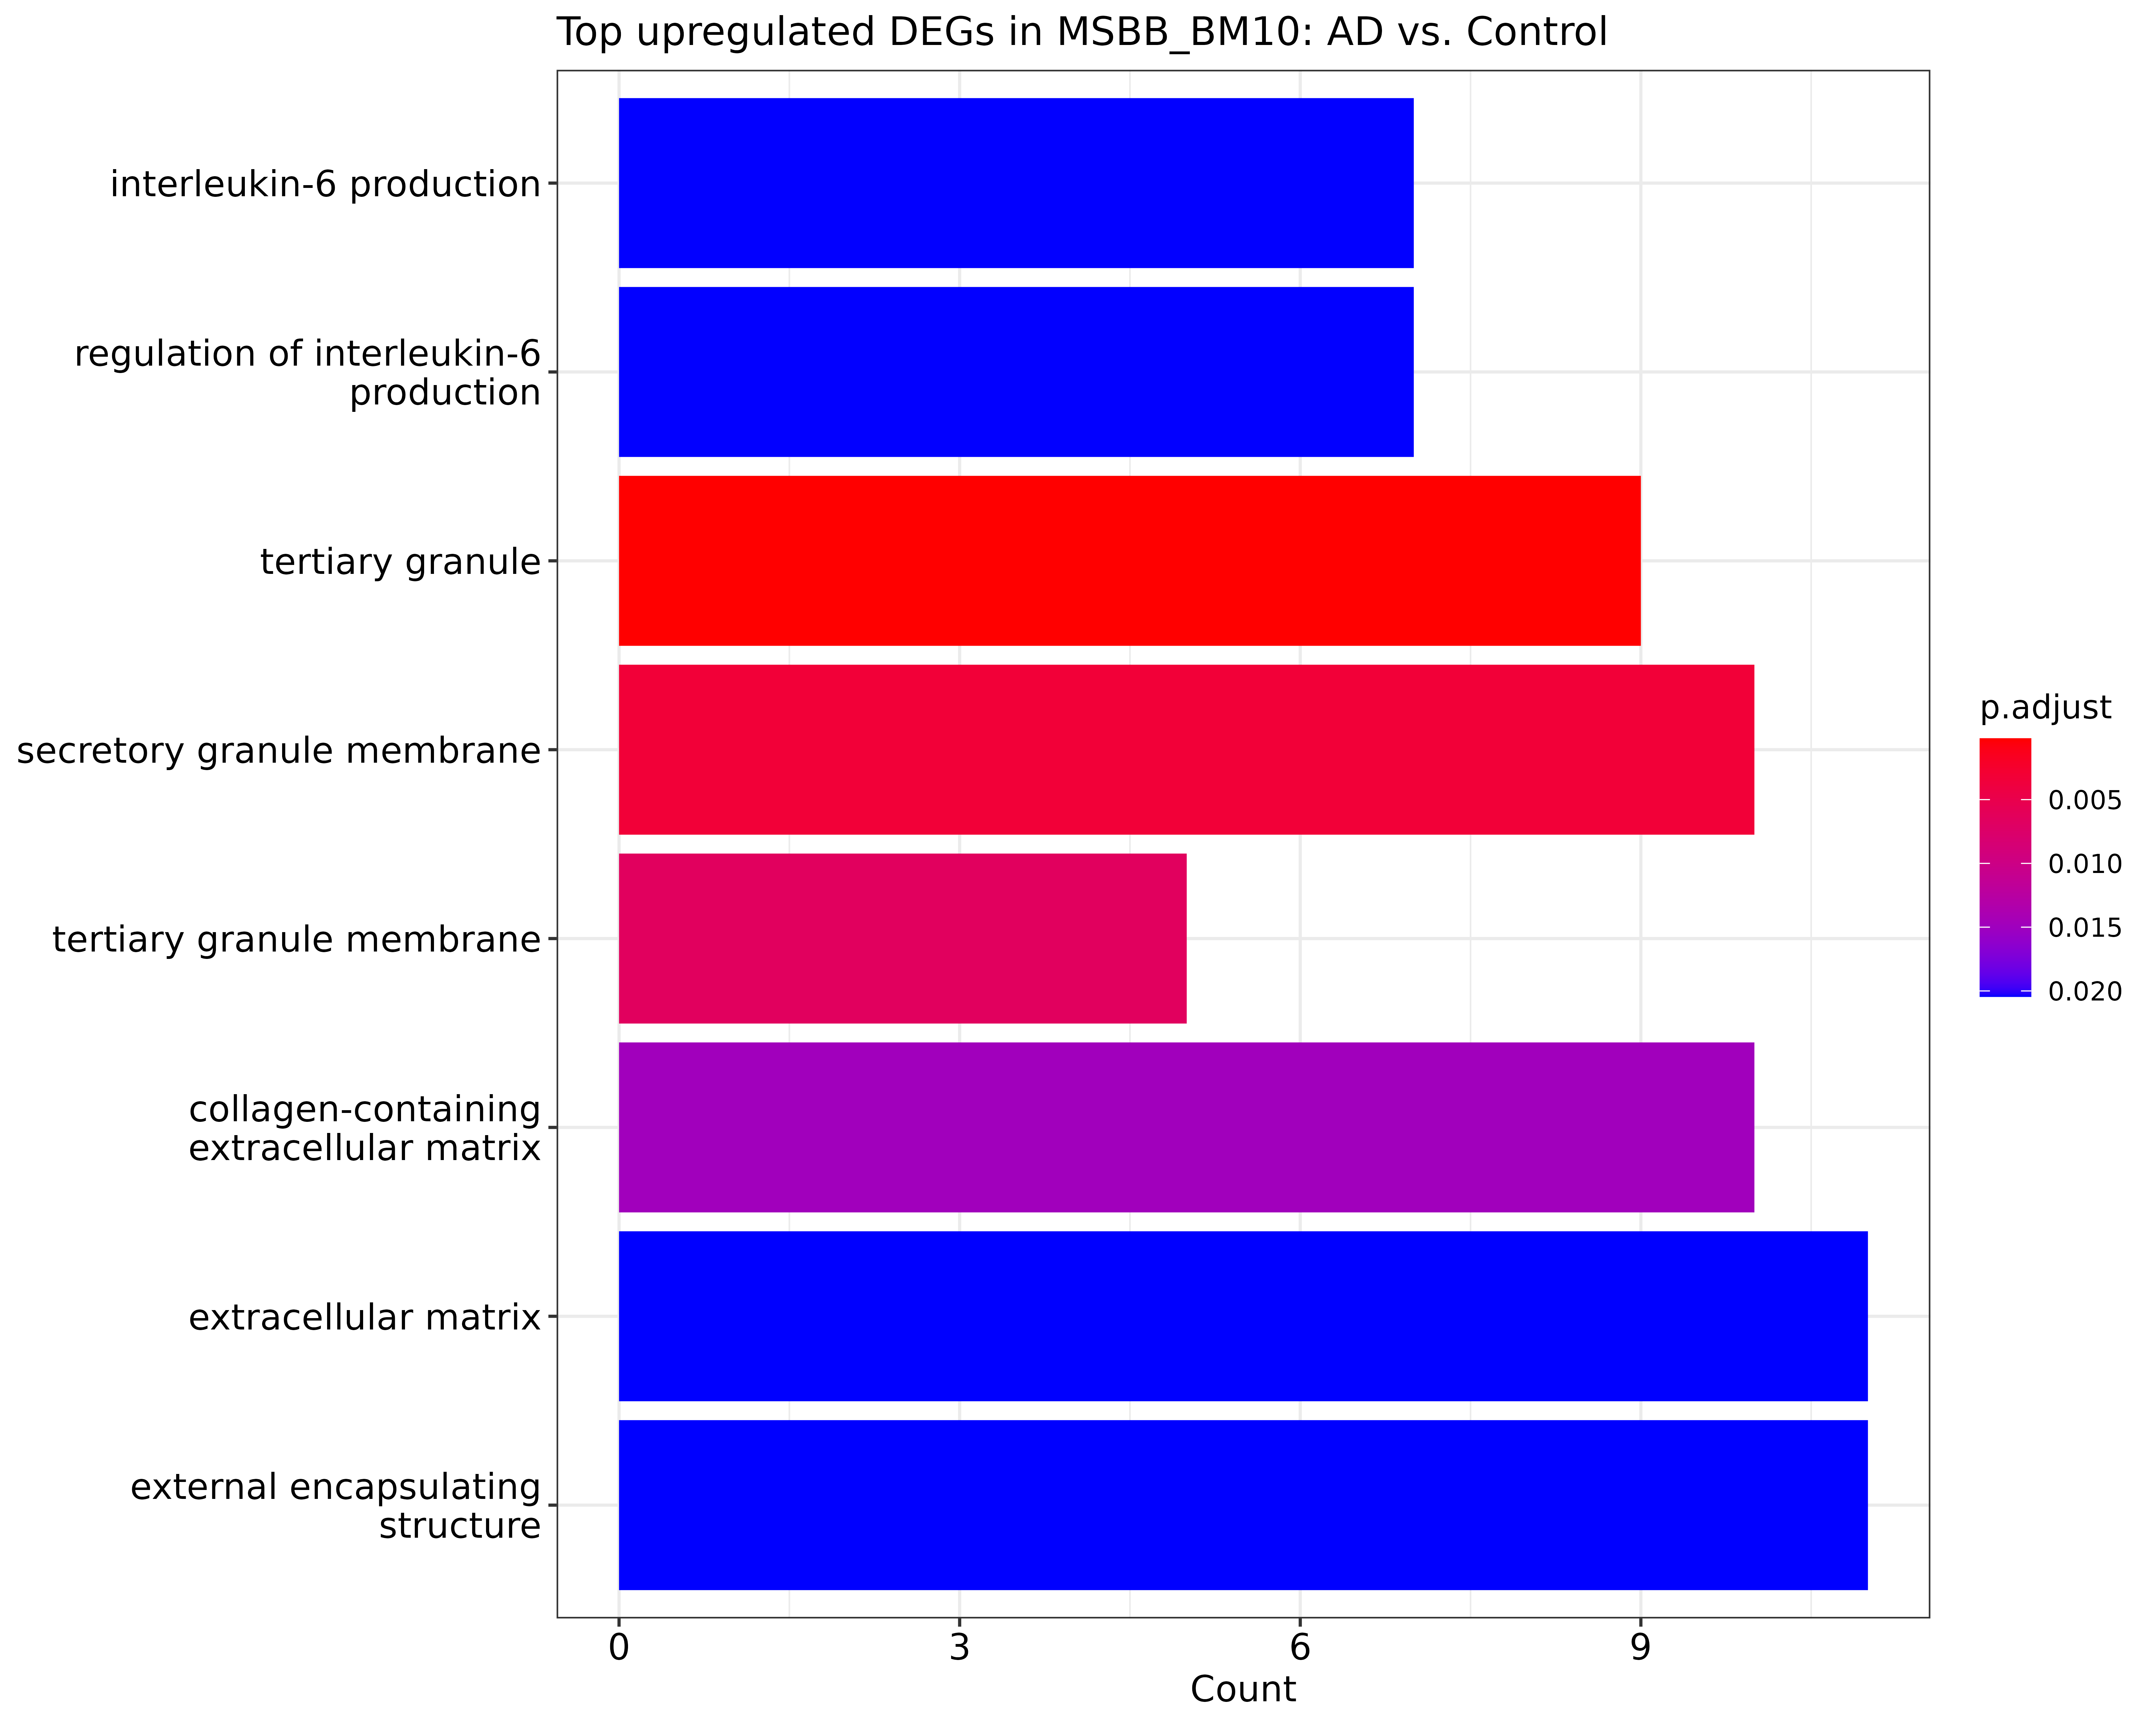 Top upregulated DEGs in MSBB_BM10: AD vs. Control
interleukin-6 production
regulation of interleukin-6
production
tertiary granule
secretory granule membrane
tertiary granule membrane
collagen-containing
extracellular matrix
extracellular matrix
external encapsulating
structure
0 3 6 9
Count
p.adjust
0.005
0.010
0.015
0.020